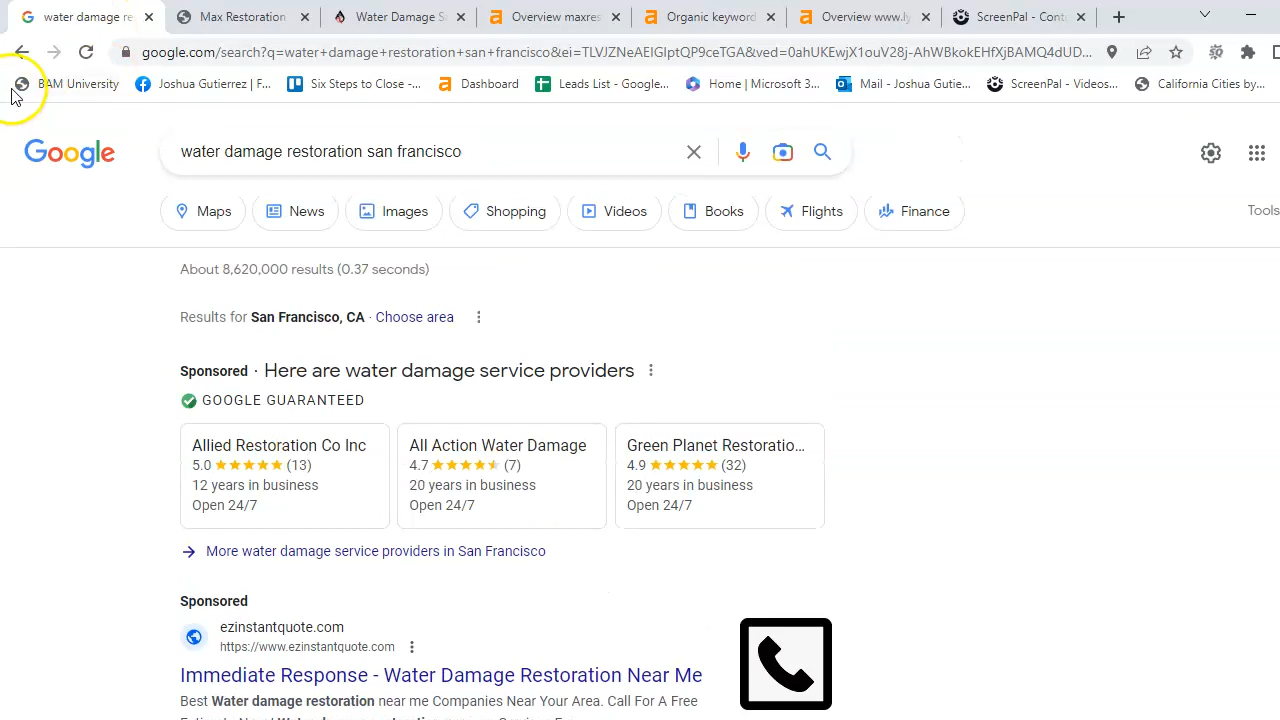 water damage re
Max Restoration
Water Damage S
Overview maxres
Organic keyword
Overview www.ly
ScreenPal - Cont
google.com/search?q=water+damage+restoration+san+francisco&ei=
BAM University
Joshua Gutierrez | F...
Six Steps to Close -...
Dashboard
Leads List - Google...
Home | Microsoft 3...
Mail - Joshua Gutie...
ScreenPal - Videos...
California Cities by...
Google
water damage restoration san francisco
Maps
News
Images
Shopping
Videos
Books
Flights
Finance
Tools
About 8,620,000 results (0.37 seconds)
Results for San Francisco, CA · Choose area
Sponsored · Here are water damage service providers
GOOGLE GUARANTEED
Allied Restoration Co Inc
5.0 (13)
12 years in business
Open 24/7
All Action Water Damage
4.7 (7)
20 years in business
Open 24/7
Green Planet Restoratio...
4.9 (32)
20 years in business
Open 24/7
More water damage service providers in San Francisco
Sponsored
ezinstantquote.com
https://www.ezinstantquote.com
Immediate Response - Water Damage Restoration Near Me
Best Water damage restoration near me Companies Near Your Area. Call For A Free